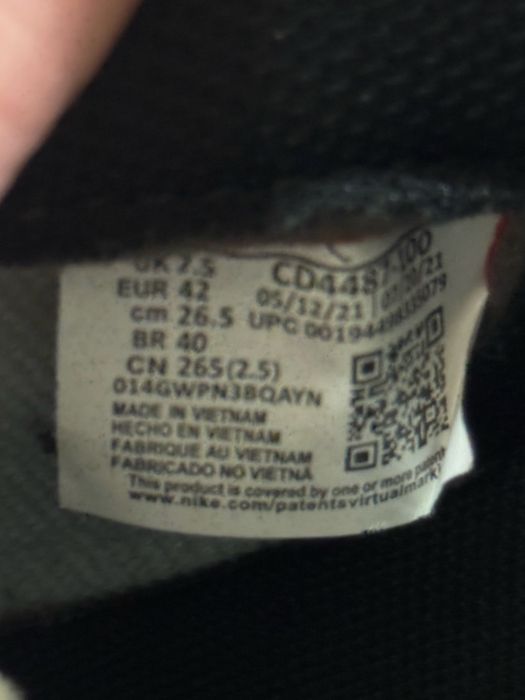 UK 7.5
EUR 42
cm 26.5
BR 40
CN 265(2.5)
CD4487-100
05/12/21
UPC
014GWPN3BQAYN
MADE IN VIETNAM
HECHO EN VIETNAM
FABRIQUE AU VIETNAM
FABRICADO NO VIETNÃ
This product is covered by one or more patents
www.nike.com/patentsvirtualmark)